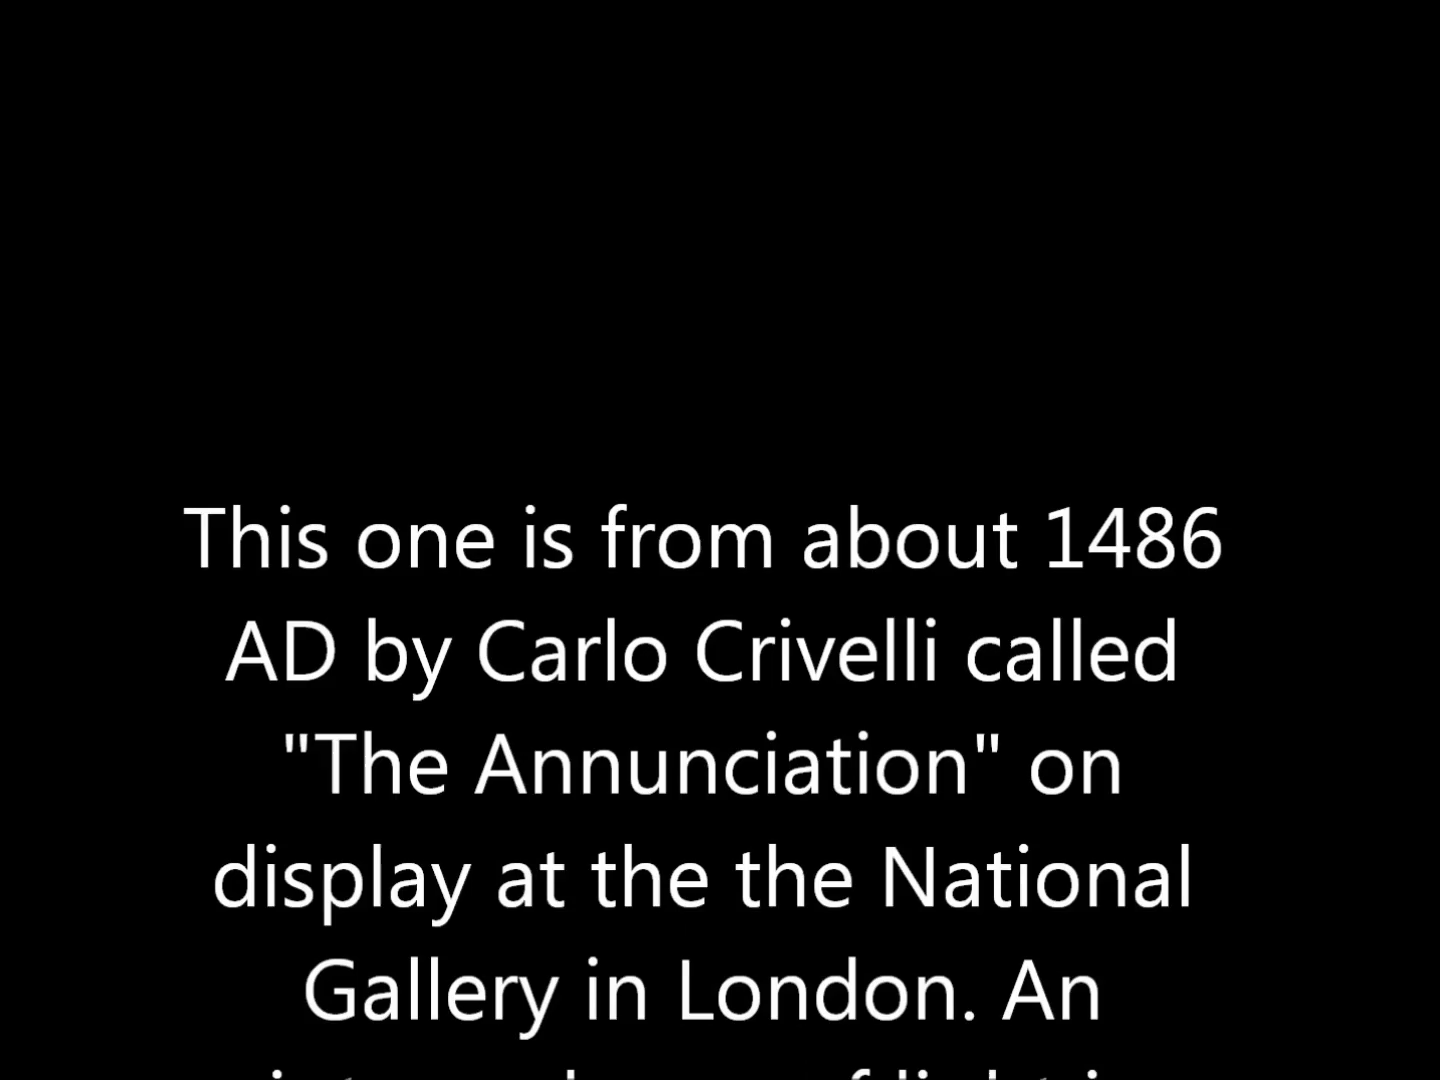 This one is from about 1486
AD by Carlo Crivelli called
"The Annunciation" on
display at the the National
Gallery in London. An